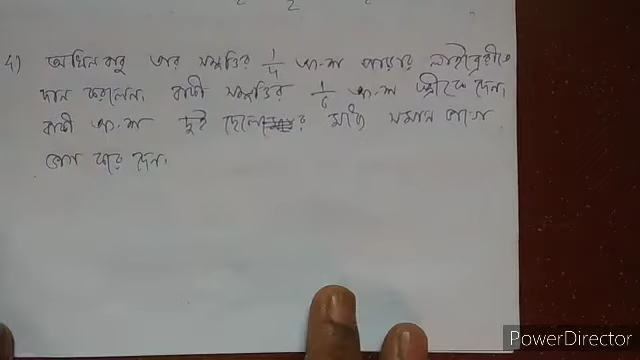 4) অখিলবাবু তার সম্পত্তির 1/4 অংশ পাড়ার লাইব্রেরীতে
দান করলেন, বাকী সম্পত্তির 1/6 অংশ স্ত্রীকে দেন,
বাকী অংশ দুই ছেলের মধ্যে সমান ভাগে
ভাগ করে দেন।
PowerDirector